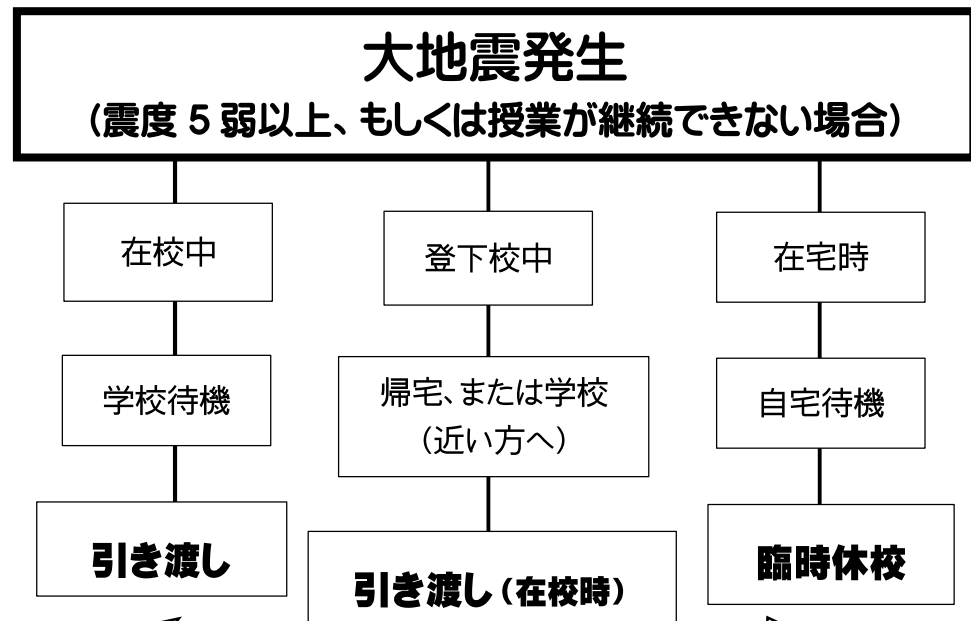 大地震発生
（震度５弱以上、もしくは授業が継続できない場合）
在校中
登下校中
在宅時
学校待機
帰宅、または学校
（近い方へ）
自宅待機
引き渡し
引き渡し（在校時）
臨時休校